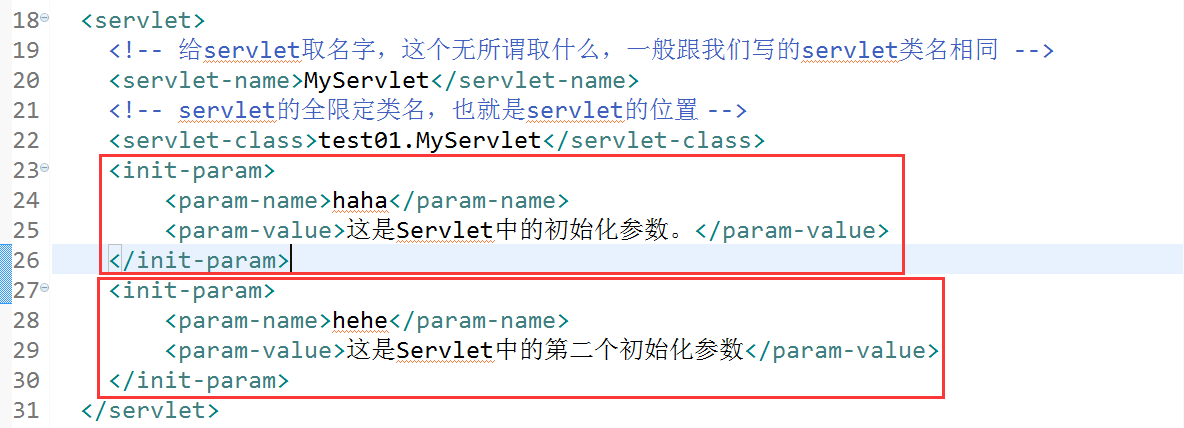 18 <servlet>
19 <!-- 给servlet取名字，这个无所谓取什么，一般跟我们写的servlet类名相同 -->
20 <servlet-name>MyServlet</servlet-name>
21 <!-- servlet的全限定类名，也就是servlet的位置 -->
22 <servlet-class>test01.MyServlet</servlet-class>
23 <init-param>
24 <param-name>haha</param-name>
25 <param-value>这是Servlet中的初始化参数。</param-value>
26 </init-param>
27 <init-param>
28 <param-name>hehe</param-name>
29 <param-value>这是Servlet中的第二个初始化参数</param-value>
30 </init-param>
31 </servlet>